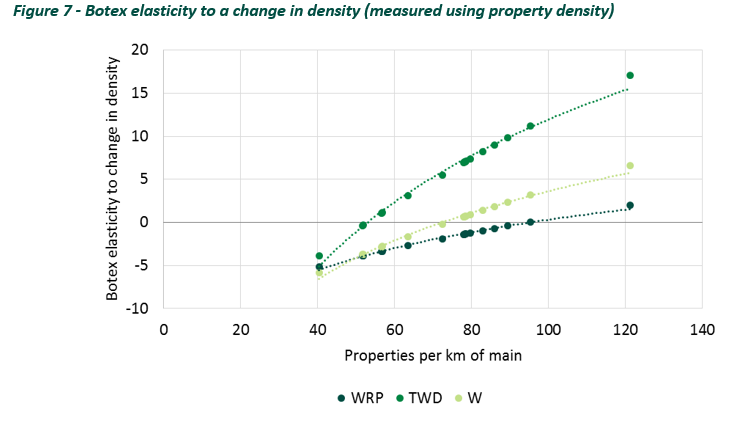 Figure 7 - Botex elasticity to a change in density (measured using property density)
Botex elasticity to change in density
20
15
10
5
0
-5
-10
0 20 40 60 80 100 120 140
Properties per km of main
WRP TWD W